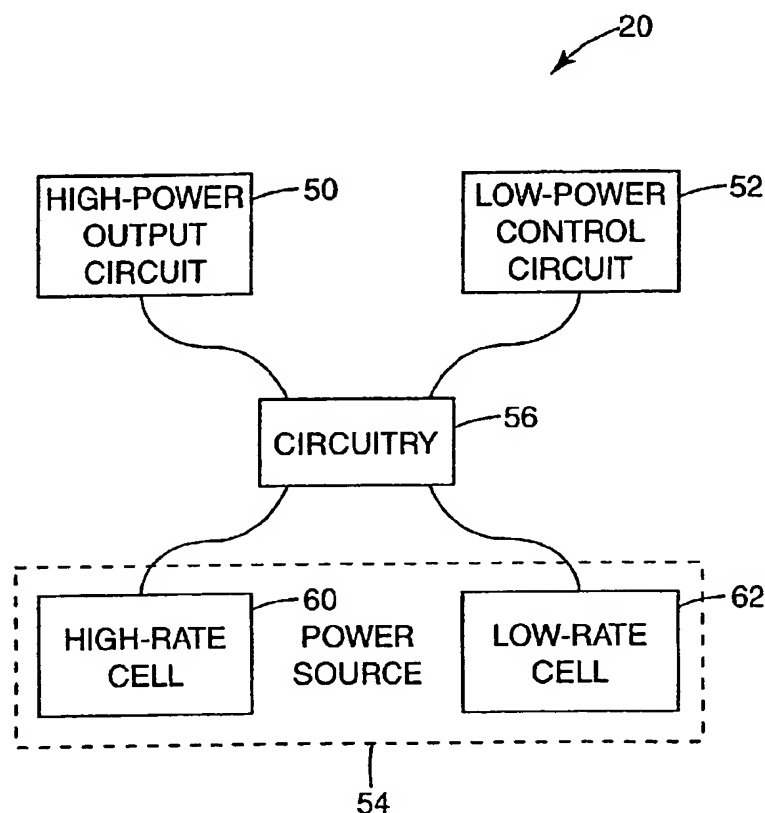 20
HIGH-POWER
OUTPUT
CIRCUIT
50
LOW-POWER
CONTROL
CIRCUIT
52
CIRCUITRY
56
HIGH-RATE
CELL
60
POWER
SOURCE
LOW-RATE
CELL
62
54